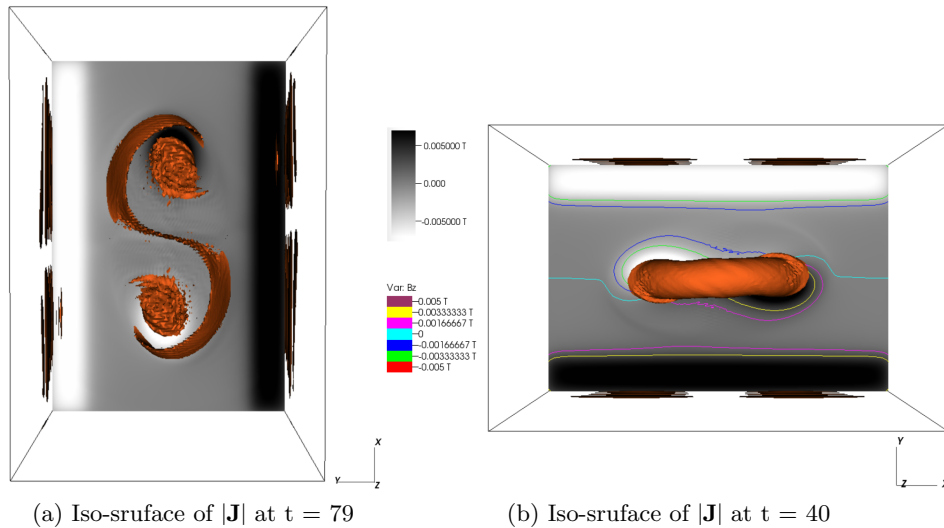 0.005000 T
0.000
-0.005000 T
Var: Bz
0.005 T
0.00333333 T
0.00166667 T
0
-0.00166667 T
-0.00333333 T
-0.005 T
X
Y
Z
Y
Z
X
(a) Iso-sruface of |J| at t = 79
(b) Iso-sruface of |J| at t = 40